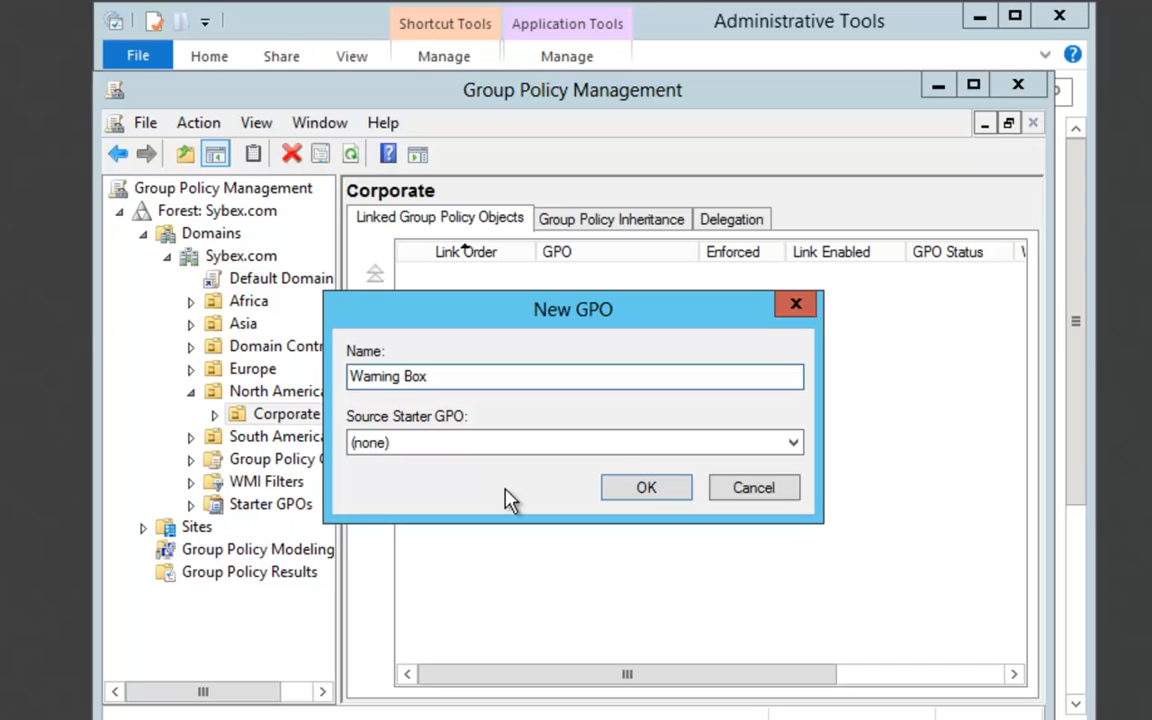 Shortcut Tools
Application Tools
Administrative Tools
File
Home
Share
View
Manage
Manage
Group Policy Management
File
Action
View
Window
Help
Group Policy Management
Forest: Sybex.com
Domains
Sybex.com
Default Domain
Africa
Asia
Domain Contr
Europe
North America
Corporate
South America
Group Policy
WMI Filters
Starter GPOs
Sites
Group Policy Modeling
Group Policy Results
Corporate
Linked Group Policy Objects
Group Policy Inheritance
Delegation
Link Order
GPO
Enforced
Link Enabled
GPO Status
New GPO
Name:
Warning Box
Source Starter GPO:
(none)
OK
Cancel